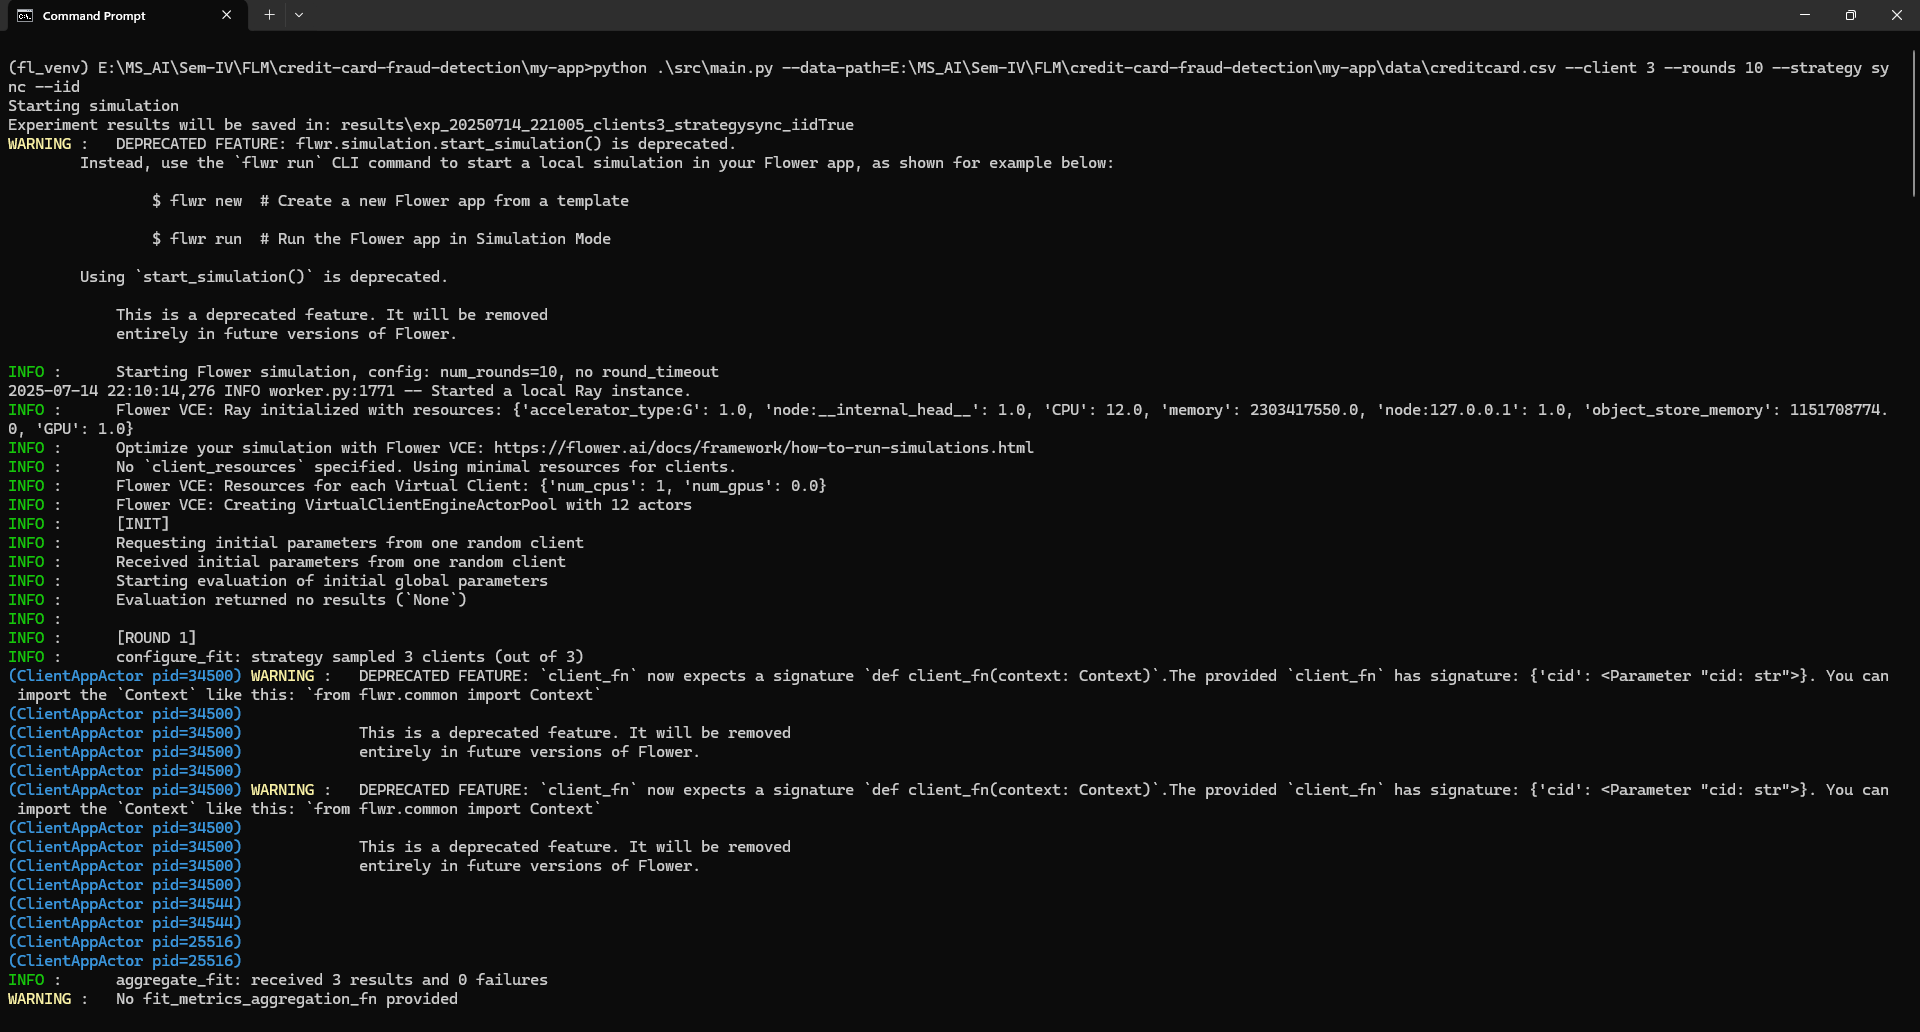 Command Prompt
(fl_venv) E:\MS_AI\Sem-IV\FLM\credit-card-fraud-detection\my-app>python .\src\main.py --data-path=E:\MS_AI\Sem-IV\FLM\credit-card-fraud-detection\my-app\data\creditcard.csv --client 3 --rounds 10 --strategy sy
nc --iid
Starting simulation
Experiment results will be saved in: results\exp_20250714_221005_clients3_strategysync_iidTrue
WARNING :   DEPRECATED FEATURE: flwr.simulation.start_simulation() is deprecated.
        Instead, use the `flwr run` CLI command to start a local simulation in your Flower app, as shown for example below:
                $ flwr new  # Create a new Flower app from a template
                $ flwr run  # Run the Flower app in Simulation Mode
        Using `start_simulation()` is deprecated.
            This is a deprecated feature. It will be removed
            entirely in future versions of Flower.
INFO :      Starting Flower simulation, config: num_rounds=10, no round_timeout
2025-07-14 22:10:14,276 INFO worker.py:1771 -- Started a local Ray instance.
INFO :      Flower VCE: Ray initialized with resources: {'accelerator_type:G': 1.0, 'node:__internal_head__': 1.0, 'CPU': 12.0, 'memory': 2303417550.0, 'node:127.0.0.1': 1.0, 'object_store_memory': 1151708774.
0, 'GPU': 1.0}
INFO :      Optimize your simulation with Flower VCE: https://flower.ai/docs/framework/how-to-run-simulations.html
INFO :      No `client_resources` specified. Using minimal resources for clients.
INFO :      Flower VCE: Resources for each Virtual Client: {'num_cpus': 1, 'num_gpus': 0.0}
INFO :      Flower VCE: Creating VirtualClientEngineActorPool with 12 actors
INFO :      [INIT]
INFO :      Requesting initial parameters from one random client
INFO :      Received initial parameters from one random client
INFO :      Starting evaluation of initial global parameters
INFO :      Evaluation returned no results (`None`)
INFO :
INFO :      [ROUND 1]
INFO :      configure_fit: strategy sampled 3 clients (out of 3)
(ClientAppActor pid=34500) WARNING :   DEPRECATED FEATURE: `client_fn` now expects a signature `def client_fn(context: Context)`.The provided `client_fn` has signature: {'cid': <Parameter "cid: str">}. You can
 import the `Context` like this: `from flwr.common import Context`
(ClientAppActor pid=34500)
(ClientAppActor pid=34500)             This is a deprecated feature. It will be removed
(ClientAppActor pid=34500)             entirely in future versions of Flower.
(ClientAppActor pid=34500)
(ClientAppActor pid=34500) WARNING :   DEPRECATED FEATURE: `client_fn` now expects a signature `def client_fn(context: Context)`.The provided `client_fn` has signature: {'cid': <Parameter "cid: str">}. You can
 import the `Context` like this: `from flwr.common import Context`
(ClientAppActor pid=34500)
(ClientAppActor pid=34500)             This is a deprecated feature. It will be removed
(ClientAppActor pid=34500)             entirely in future versions of Flower.
(ClientAppActor pid=34500)
(ClientAppActor pid=34544)
(ClientAppActor pid=34544)
(ClientAppActor pid=25516)
(ClientAppActor pid=25516)
INFO :      aggregate_fit: received 3 results and 0 failures
WARNING :   No fit_metrics_aggregation_fn provided